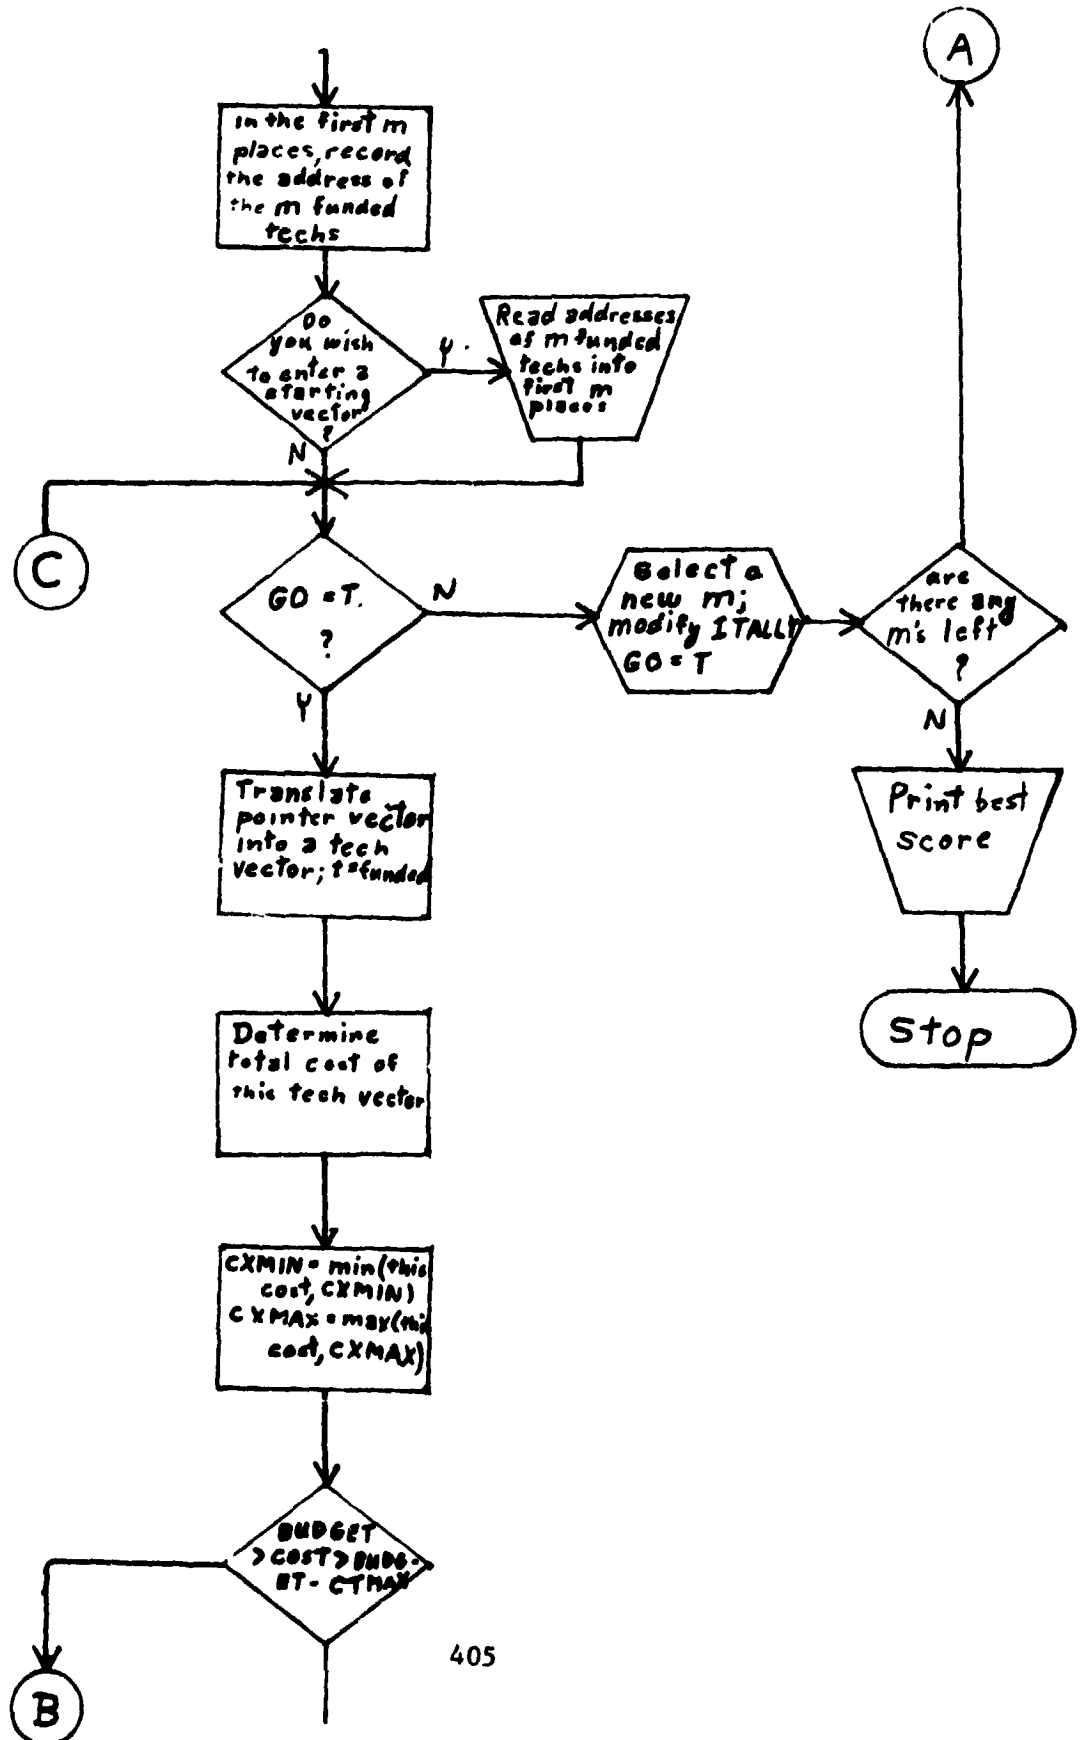 A
in the first m
places, record
the address of
the m funded
techs
Do
you wish
to enter a
starting
vector
?
Y.
Read addresses
of m funded
techs into
first m
places
N
C
GO = T.
?
N
select a
new m;
modify ITALLY
GO = T
are
there any
m's left
?
Y
N
Translate
pointer vector
into a tech
vector; t=funded
Print best
score
Stop
Determine
total cost of
this tech vector
CXMIN = min(this
cost, CXMIN)
CXMAX = max(this
cost, CXMAX)
BUDGET
> COST > BUDG-
ET - CTMAX
405
B